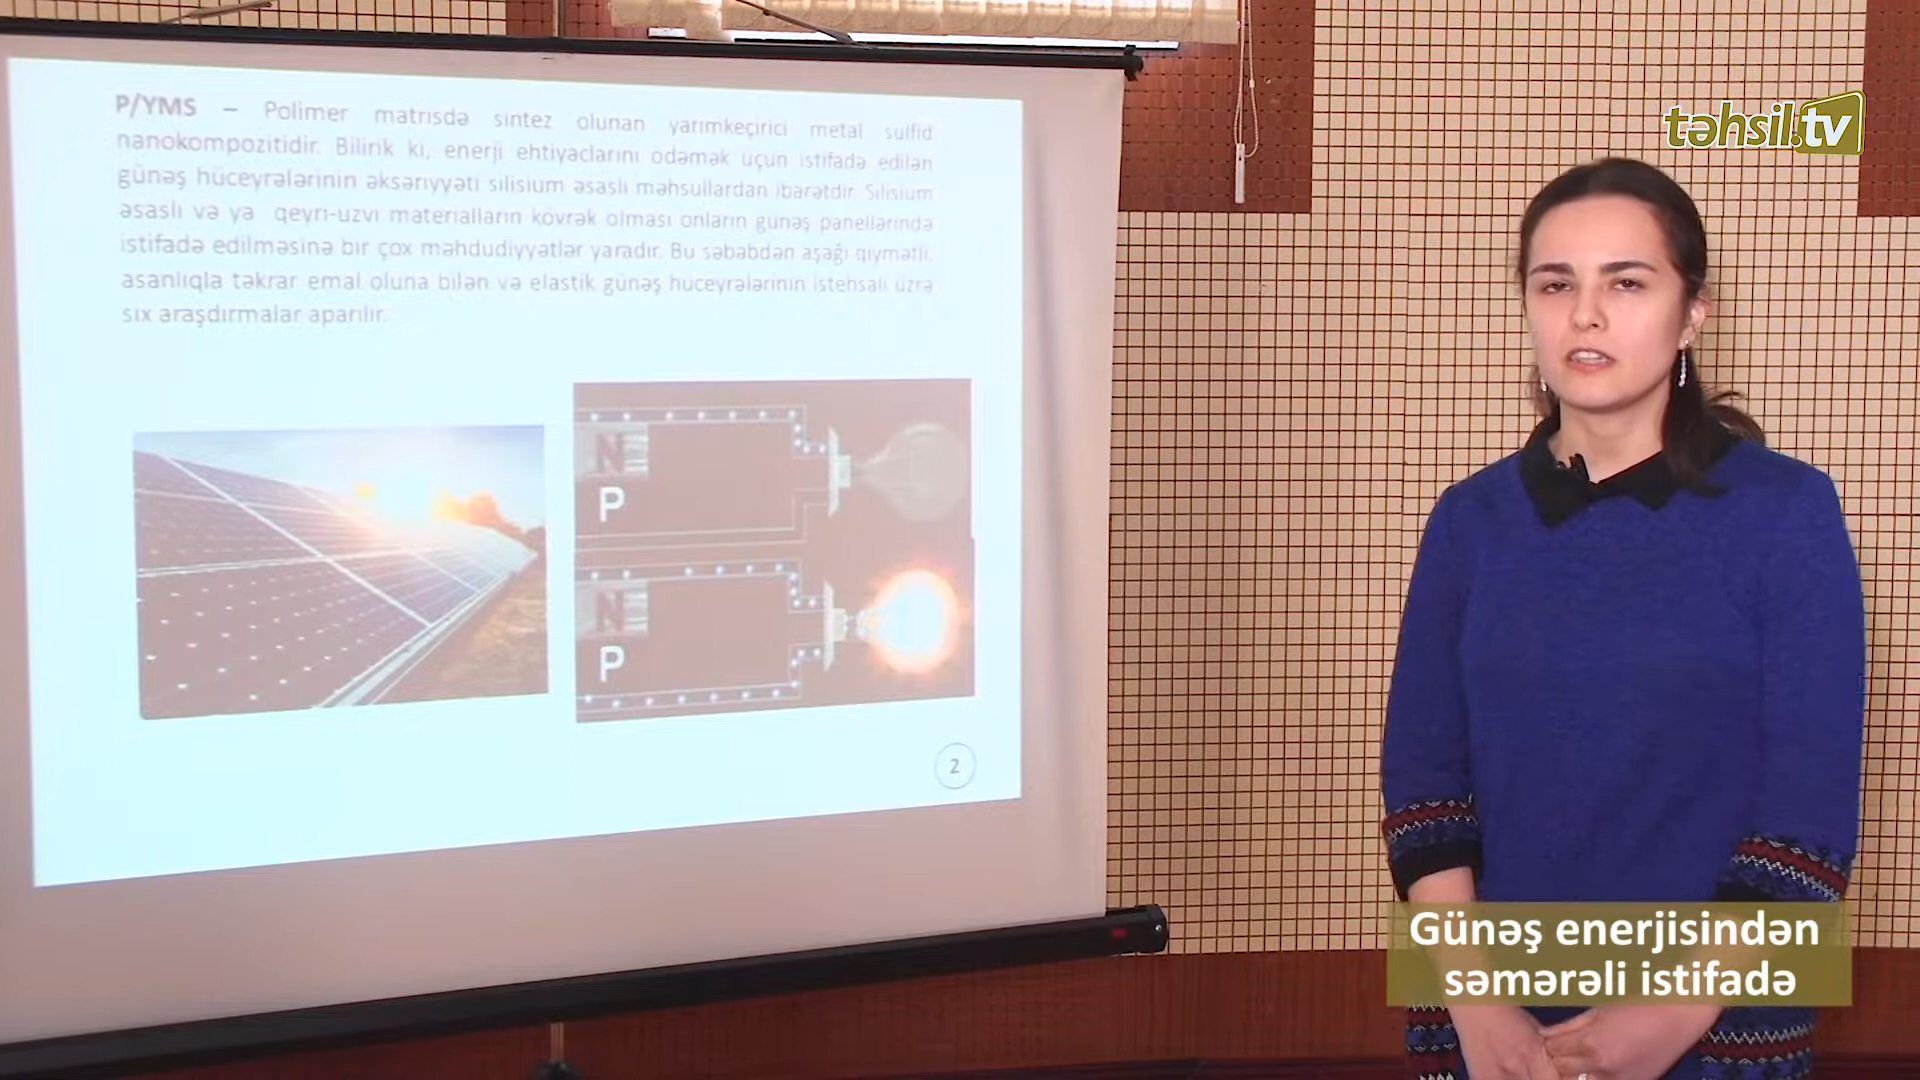 P/YMS – Polimer matrisdə sintez olunan yarımkeçirici metal sulfid
nanokompozitidir. Bilirik ki, enerji ehtiyaclarını ödəmək üçün istifadə edilən
günəş hüceyrələrinin əksəriyyəti silisium əsaslı məhsullardan ibarətdir. Silisium
əsaslı və ya qeyri-üzvi materialların kövrək olması onların günəş panellərində
istifadə edilməsinə bir çox məhdudiyyətlər yaradır. Bu səbəbdən aşağı qiymətli,
asanlıqla təkrar emal oluna bilən və elastik günəş hüceyrələrinin istehsalı üzrə
sıx araşdırmalar aparılır.
N
P
N
P
2
təhsil.tv
Günəş enerjisindən
səmərəli istifadə